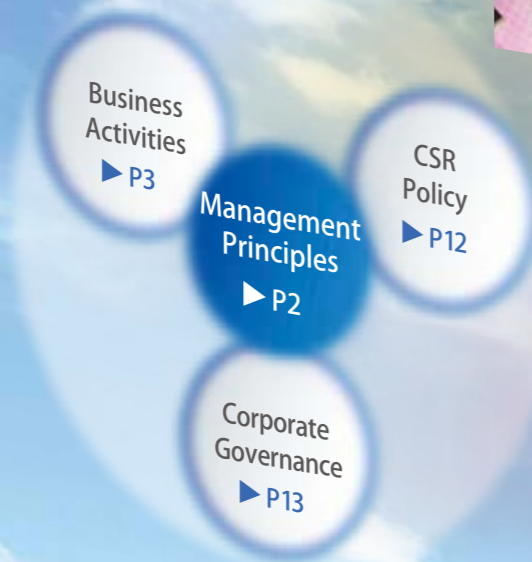 Business
Activities
▶ P3
CSR
Policy
▶ P12
Management
Principles
▶ P2
Corporate
Governance
▶ P13